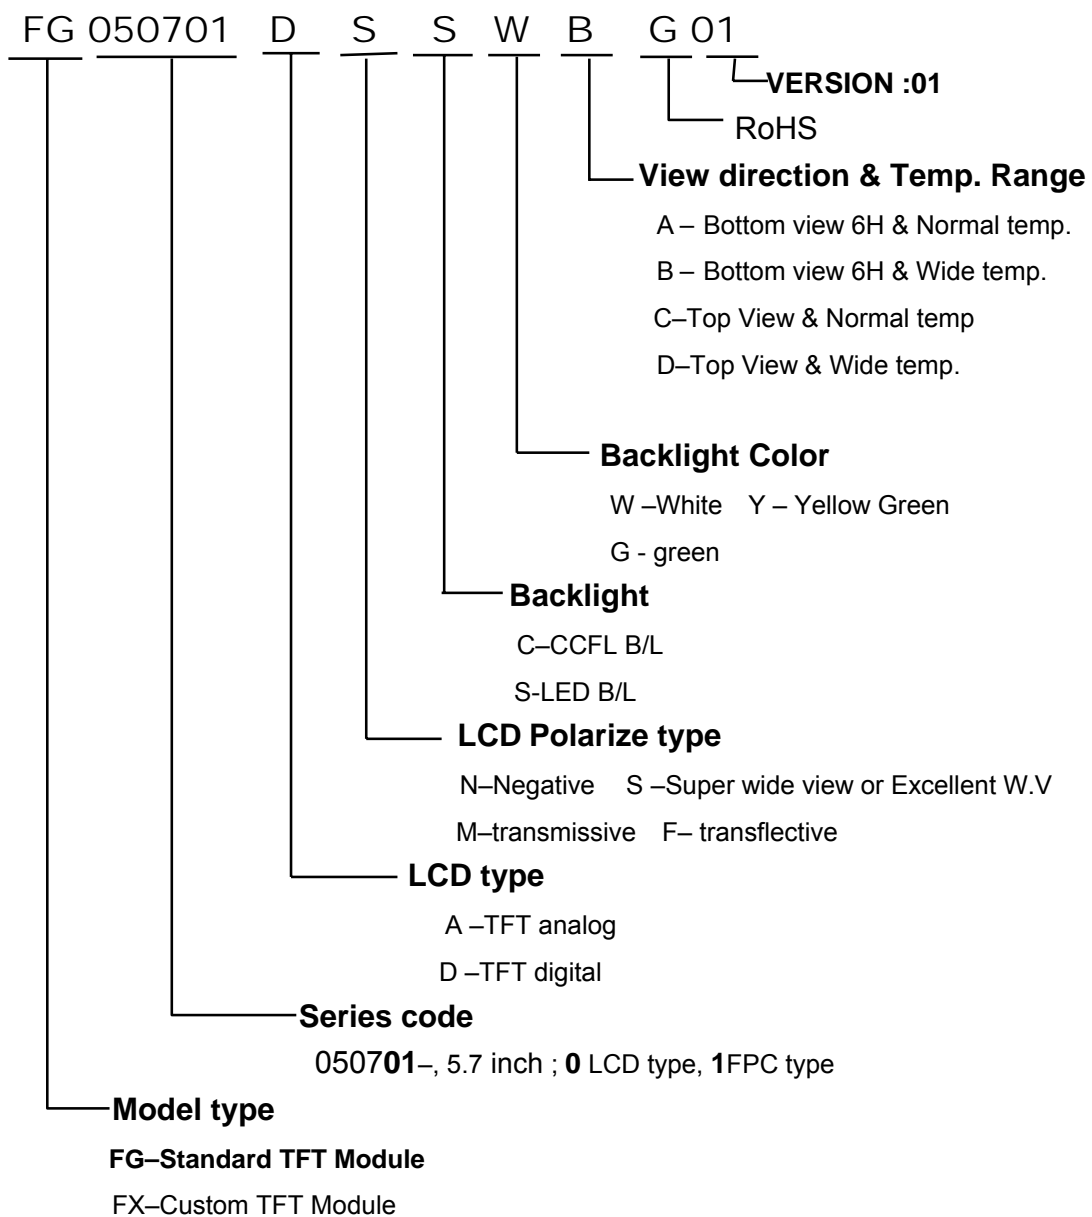 FG 050701 D S S W B G 01
VERSION :01
RoHS
View direction & Temp. Range
A – Bottom view 6H & Normal temp.
B – Bottom view 6H & Wide temp.
C–Top View & Normal temp
D–Top View & Wide temp.
Backlight Color
W –White Y – Yellow Green
G - green
Backlight
C–CCFL B/L
S-LED B/L
LCD Polarize type
N–Negative S –Super wide view or Excellent W.V
M–transmissive F– transflective
LCD type
A –TFT analog
D –TFT digital
Series code
050701–, 5.7 inch ; 0 LCD type, 1FPC type
Model type
FG–Standard TFT Module
FX–Custom TFT Module